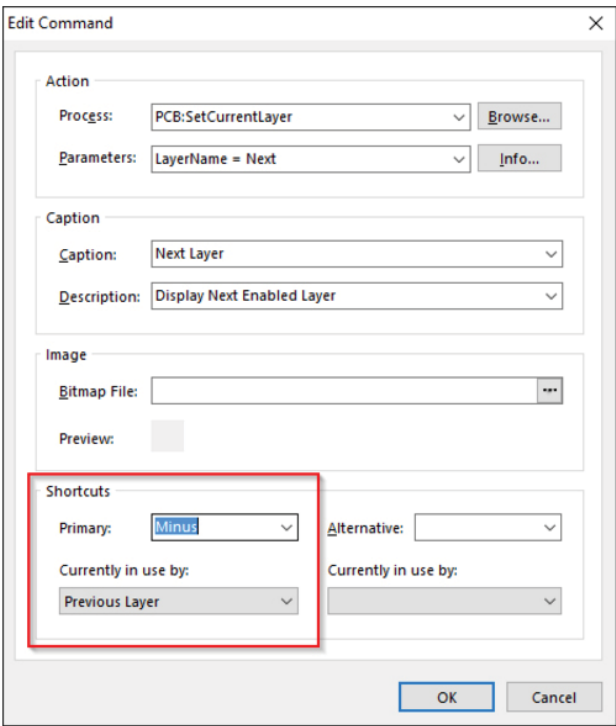 Edit Command
Action
Process: PCB:SetCurrentLayer Browse...
Parameters: LayerName = Next Info...
Caption
Caption: Next Layer
Description: Display Next Enabled Layer
Image
Bitmap File: ...
Preview:
Shortcuts
Primary: Minus Alternative:
Currently in use by: Currently in use by:
Previous Layer
OK Cancel